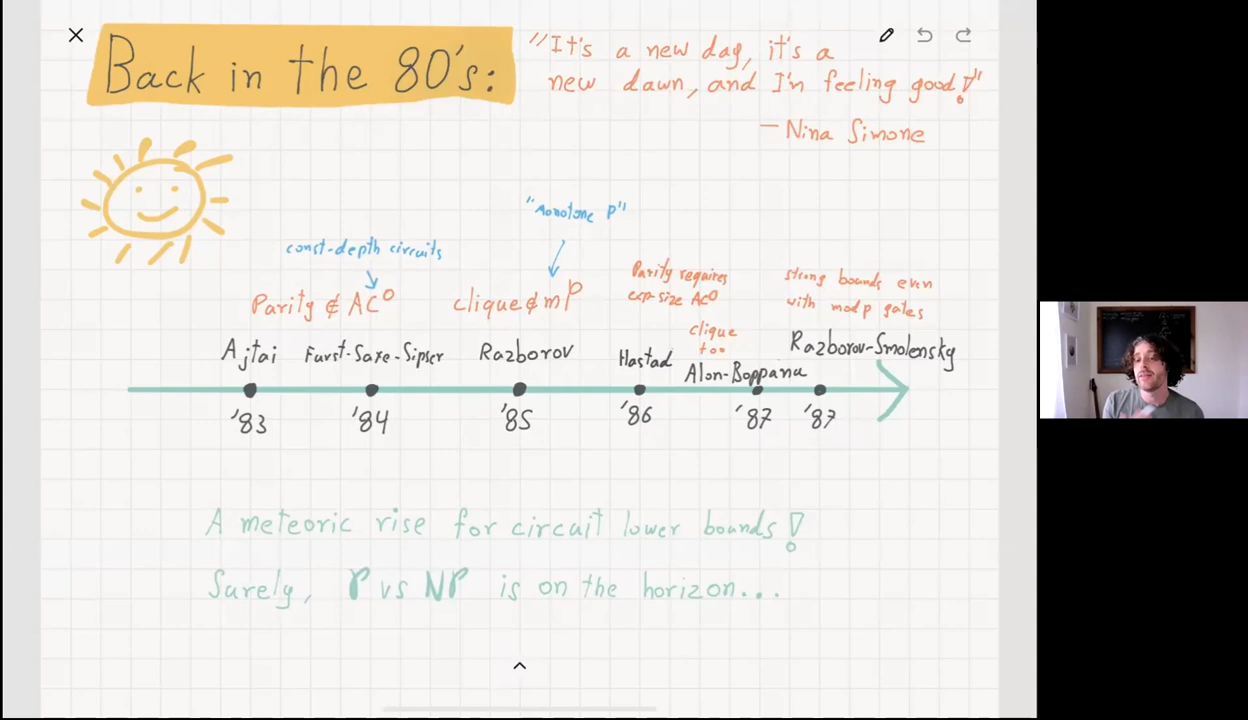 Back in the 80's:
"It's a new day, it's a
new dawn, and I'm feeling good!"
— Nina Simone
"Monotone P"
const-depth circuits
Parity ∉ AC⁰
clique ∉ mP
Parity requires
exp-size AC⁰
clique
too
strong bounds even
with mod p gates
Ajtai
Furst-Saxe-Sipser
Razborov
Hastad
Alon-Boppana
Razborov-Smolensky
'83
'84
'85
'86
'87
'87
A meteoric rise for circuit lower bounds!
Surely, P vs NP is on the horizon...